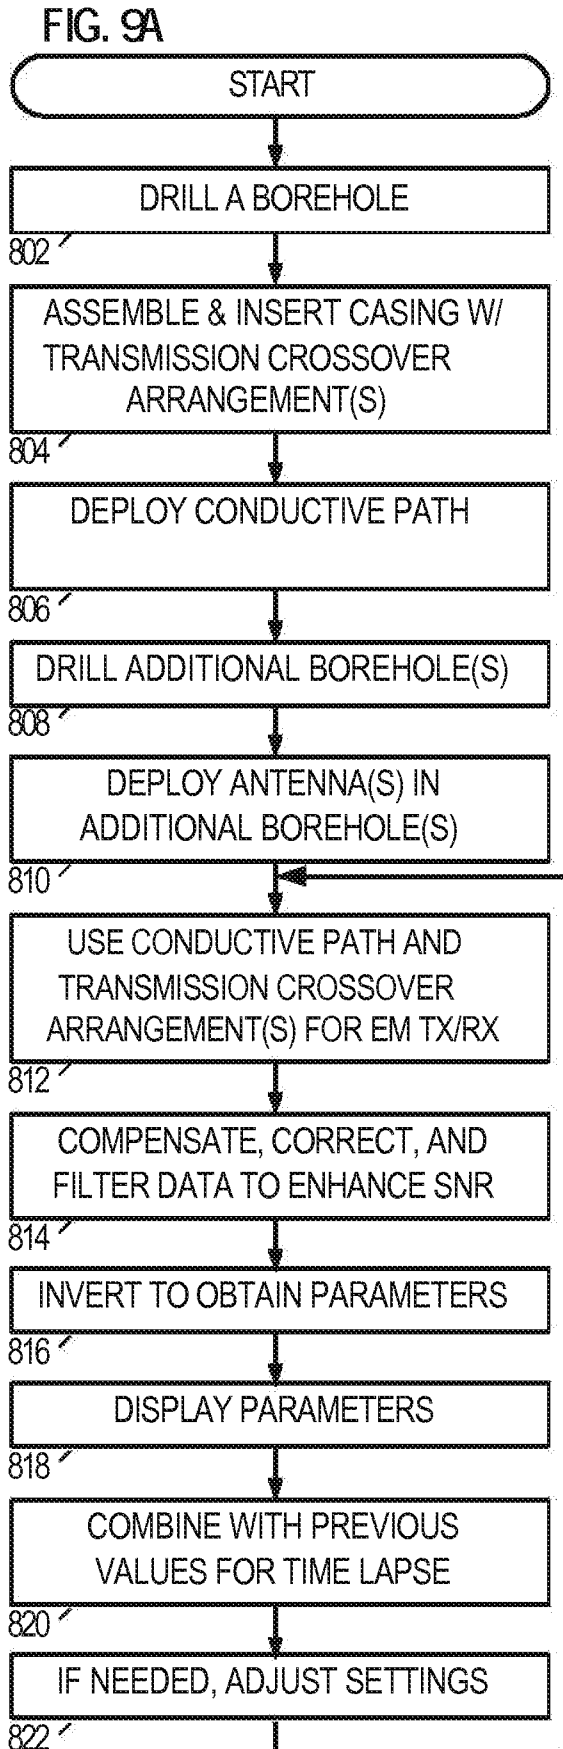 FIG. 9A
START
DRILL A BOREHOLE
802
ASSEMBLE & INSERT CASING W/
TRANSMISSION CROSSOVER
ARRANGEMENT(S)
804
DEPLOY CONDUCTIVE PATH
806
DRILL ADDITIONAL BOREHOLE(S)
808
DEPLOY ANTENNA(S) IN
ADDITIONAL BOREHOLE(S)
810
USE CONDUCTIVE PATH AND
TRANSMISSION CROSSOVER
ARRANGEMENT(S) FOR EM TX/RX
812
COMPENSATE, CORRECT, AND
FILTER DATA TO ENHANCE SNR
814
INVERT TO OBTAIN PARAMETERS
816
DISPLAY PARAMETERS
818
COMBINE WITH PREVIOUS
VALUES FOR TIME LAPSE
820
IF NEEDED, ADJUST SETTINGS
822